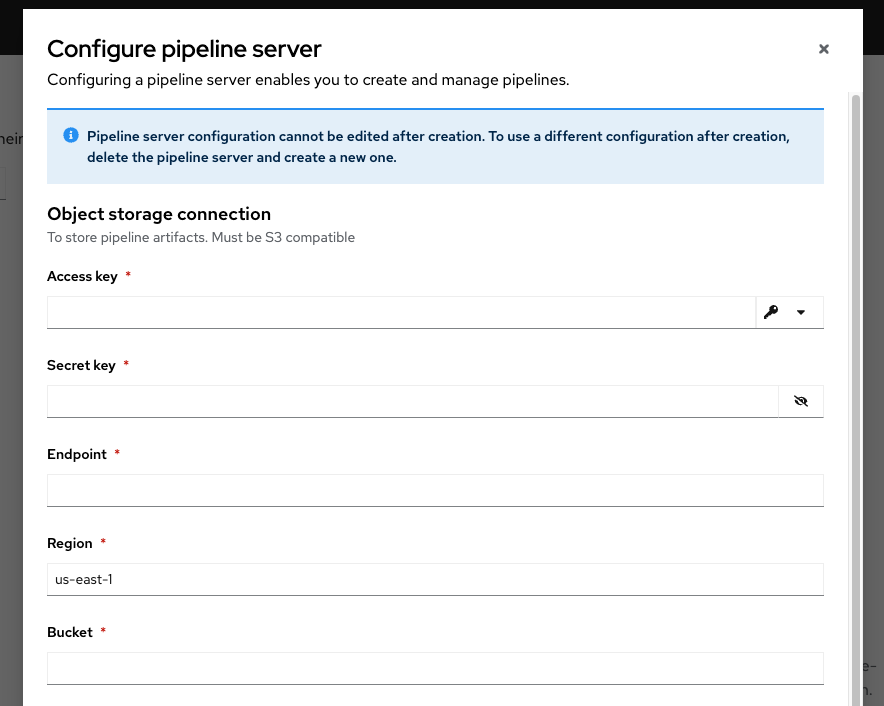 Configure pipeline server
Configuring a pipeline server enables you to create and manage pipelines.
Pipeline server configuration cannot be edited after creation. To use a different configuration after creation,
delete the pipeline server and create a new one.
Object storage connection
To store pipeline artifacts. Must be S3 compatible
Access key *
Secret key *
Endpoint *
Region *
us-east-1
Bucket *